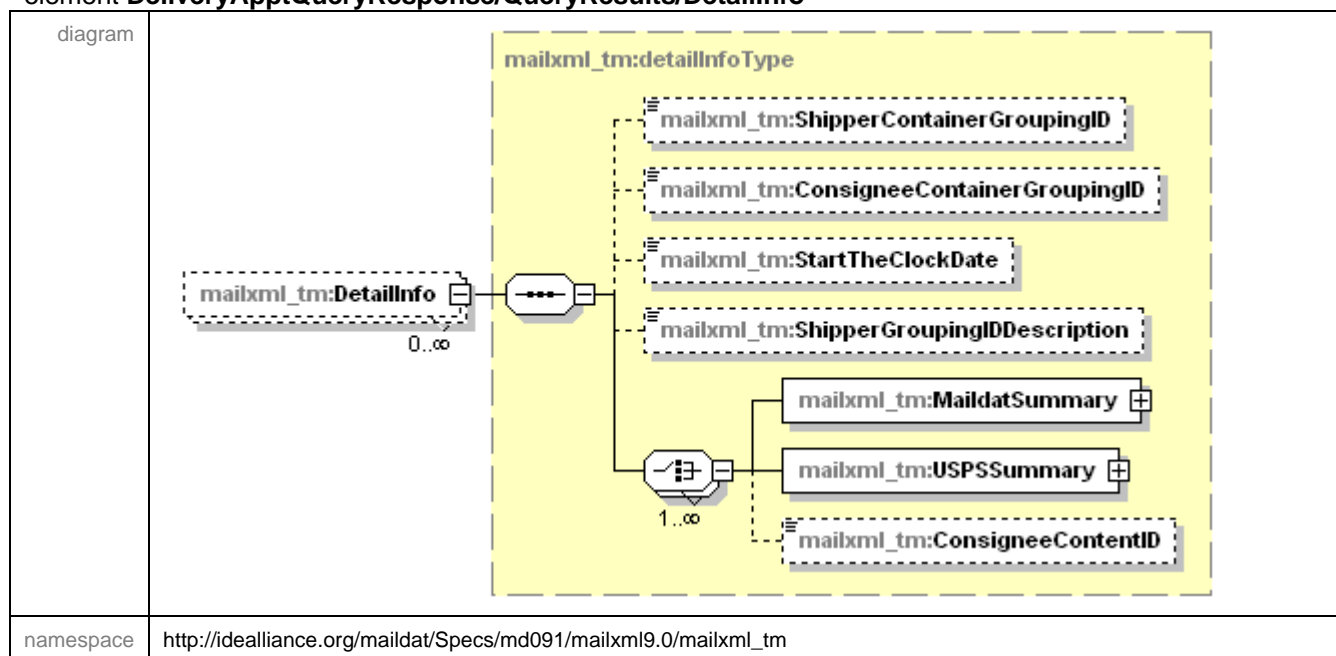 element DeliveryApptQueryResponse/QueryResults/DetailInfo
diagram
mailxml_tm:detailInfoType
mailxml_tm:ShipperContainerGroupingID
mailxml_tm:ConsigneeContainerGroupingID
mailxml_tm:StartTheClockDate
mailxml_tm:DetailInfo
0..∞
mailxml_tm:ShipperGroupingIDDescription
mailxml_tm:MaildatSummary
mailxml_tm:USPSSummary
1..∞
mailxml_tm:ConsigneeContentID
namespace http://idealliance.org/maildat/Specs/md091/mailxml9.0/mailxml_tm